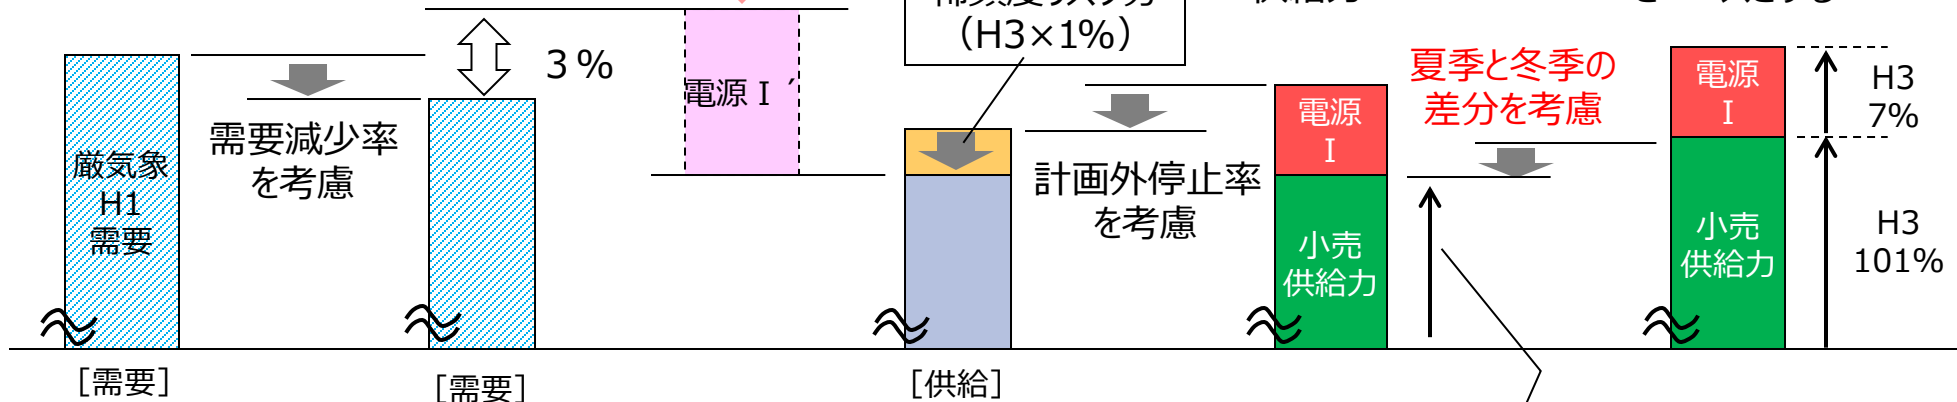 (H3×1%)
3%
電源Ⅰ´
夏季と冬季の
差分を考慮
電源
Ⅰ
H3
7%
厳気象
H1
需要
需要減少率
を考慮
計画外停止率
を考慮
電源
Ⅰ
小売
供給力
小売
供給力
H3
101%
[需要]
[需要]
[供給]